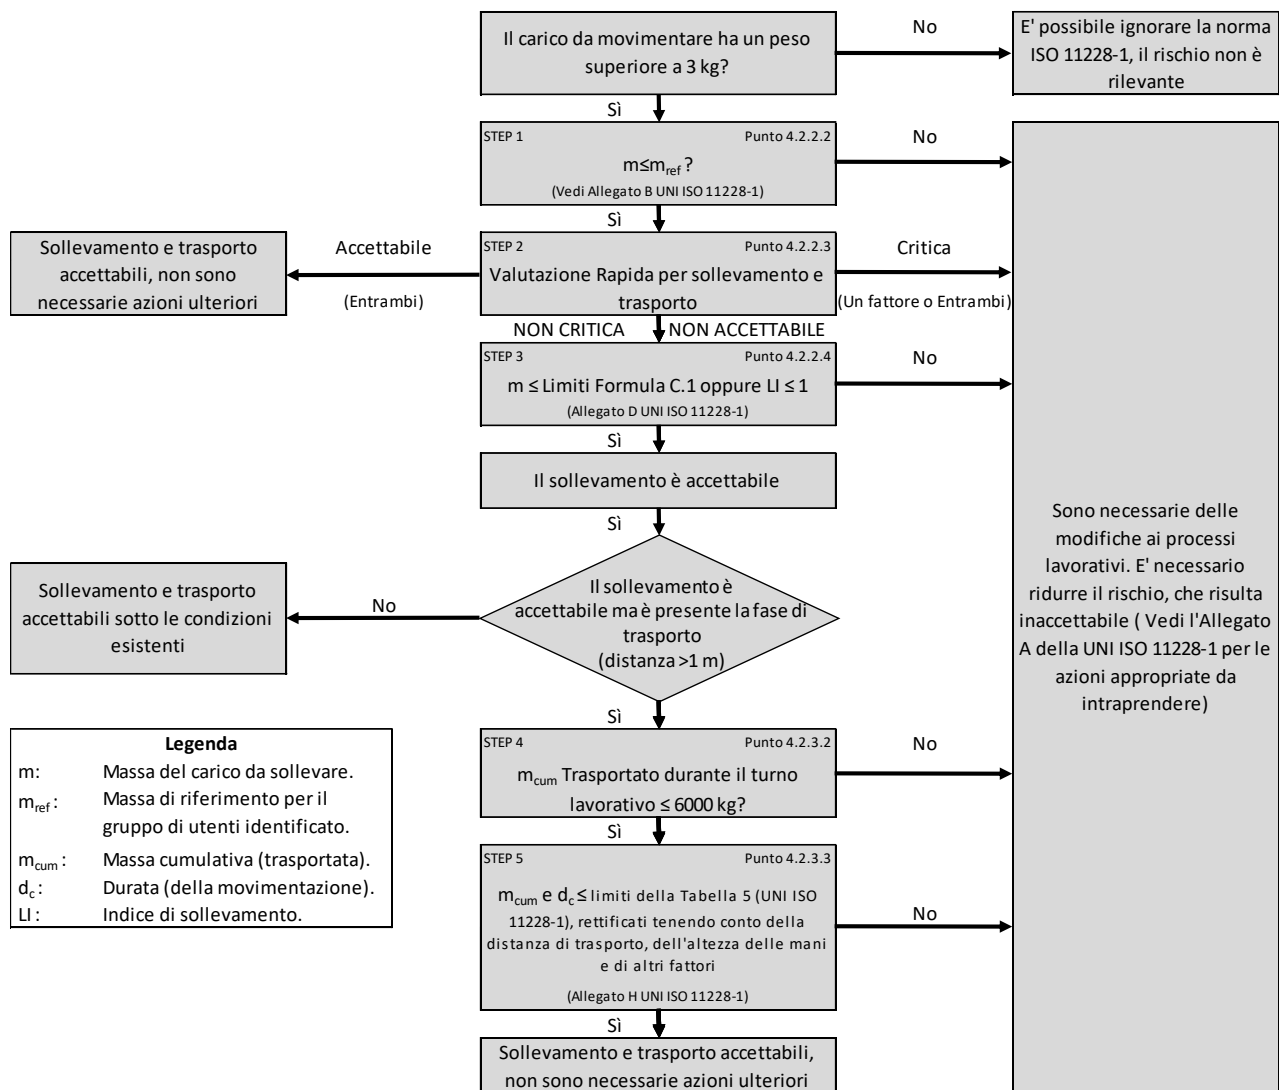 Il carico da movimentare ha un peso
superiore a 3 kg?
No
E' possibile ignorare la norma
ISO 11228-1, il rischio non è
rilevante
Sì
STEP 1 Punto 4.2.2.2
m≤m_ref ?
(Vedi Allegato B UNI ISO 11228-1)
No
Sì
Sollevamento e trasporto
accettabili, non sono
necessarie azioni ulteriori
Accettabile
(Entrambi)
STEP 2 Punto 4.2.2.3
Valutazione Rapida per sollevamento e
trasporto
Critica
(Un fattore o Entrambi)
NON CRITICA NON ACCETTABILE
STEP 3 Punto 4.2.2.4
m ≤ Limiti Formula C.1 oppure LI ≤ 1
(Allegato D UNI ISO 11228-1)
No
Sì
Il sollevamento è accettabile
Sì
Sono necessarie delle
modifiche ai processi
lavorativi. E' necessario
ridurre il rischio, che risulta
inaccettabile ( Vedi l'Allegato
A della UNI ISO 11228-1 per le
azioni appropriate da
intraprendere)
Il sollevamento è
accettabile ma è presente la fase di
trasporto
(distanza >1 m)
No
Sollevamento e trasporto
accettabili sotto le condizioni
esistenti
Sì
STEP 4 Punto 4.2.3.2
m_cum Trasportato durante il turno
lavorativo ≤ 6000 kg?
No
Sì
STEP 5 Punto 4.2.3.3
m_cum e d_c ≤ limiti della Tabella 5 (UNI ISO
11228-1), rettificati tenendo conto della
distanza di trasporto, dell'altezza delle mani
e di altri fattori
(Allegato H UNI ISO 11228-1)
No
Sì
Sollevamento e trasporto accettabili,
non sono necessarie azioni ulteriori
Legenda
m: Massa del carico da sollevare.
m_ref : Massa di riferimento per il
gruppo di utenti identificato.
m_cum : Massa cumulativa (trasportata).
d_c : Durata (della movimentazione).
LI : Indice di sollevamento.